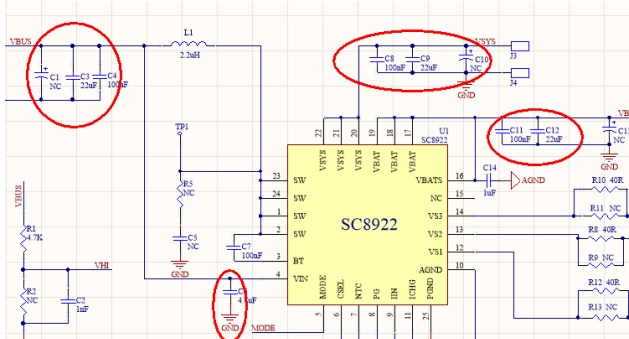 VBUS
L1
2.2uH
C1
NC
C3
22uF
C4
100nF
C8
100nF
C9
22uF
C10
NC
VSYS
J3
J4
GND
C11
100nF
C12
22uF
GND
TP1
U1
SC8922
22
21
20
19
18
17
VSYS
VSYS
VSYS
VBAT
VBAT
VBAT
23
SW
24
SW
1
SW
2
SW
3
BT
4
VIN
SC8922
VBATS
16
NC
15
VS3
14
VS2
13
VS1
12
AGND
10
MODE
CSEL
NTC
PG
IIN
ICHG
PGND
5
6
7
8
9
11
25
C14
1uF
AGND
R10 40R
R11 NC
R8 40R
R9 NC
R12 40R
R13 NC
R5
NC
C5
NC
GND
C7
100nF
GND
MODE
VBUS
R1
4.7K
VHI
R2
NC
C2
1nF